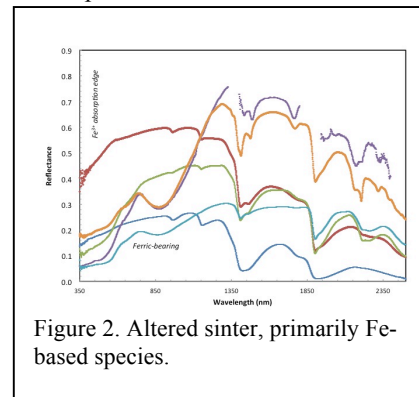 Fe³⁺ absorption edge
Ferric-bearing
Reflectance
0.9
0.8
0.7
0.6
0.5
0.4
0.3
0.2
0.1
0.0
350
1350
1850
2350
Wavelength (nm)
Figure 2. Altered sinter, primarily Fe-
based species.